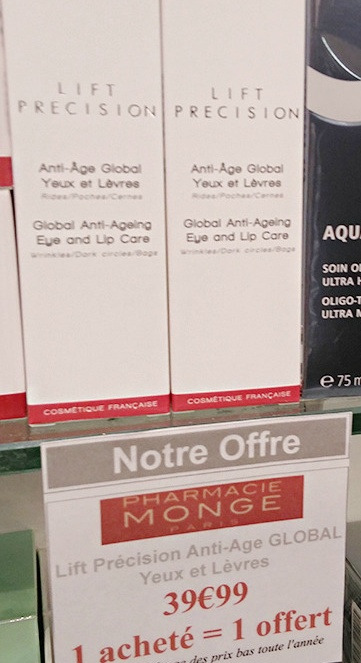 LIFT
PRECISION
Anti-Âge Global
Yeux et Lèvres
Rides/Poches/Cernes
Global Anti-Ageing
Eye and Lip Care
Wrinkles/Dark circles/Bags
COSMÉTIQUE FRANÇAISE
LIFT
PRECISION
Anti-Âge Global
Yeux et Lèvres
Rides/Poches/Cernes
Global Anti-Ageing
Eye and Lip Care
Wrinkles/Dark circles/Bags
COSMÉTIQUE FRANÇAISE
AQU
SOIN
ULTRA
OLIGO-T
ULTRA
e 75 m
Notre Offre
PHARMACIE
MONGE
PARIS
Lift Précision Anti-Age GLOBAL
Yeux et Lèvres
39€99
1 acheté = 1 offert
des prix bas toute l'année